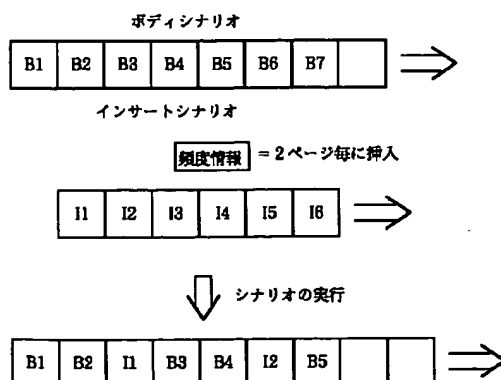 ボディシナリオ
B1 B2 B3 B4 B5 B6 B7
インサートシナリオ
頻度情報 = 2ページ毎に挿入
I1 I2 I3 I4 I5 I6
シナリオの実行
B1 B2 I1 B3 B4 I2 B5